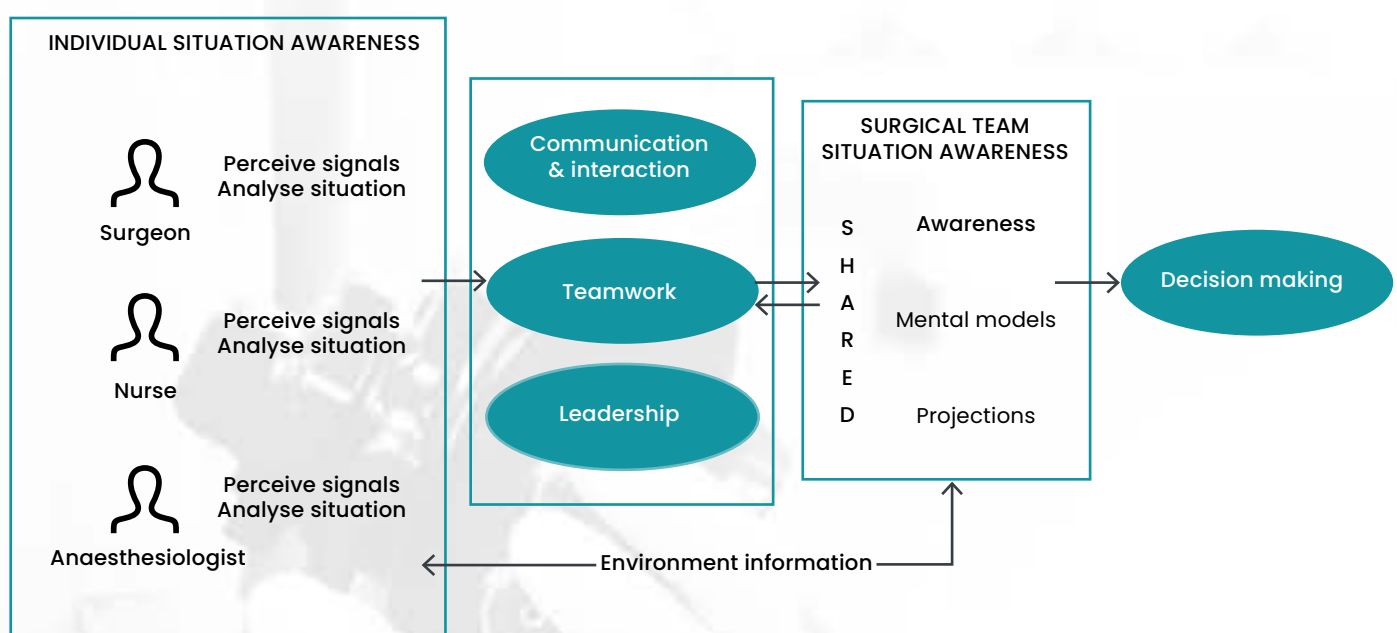 INDIVIDUAL SITUATION AWARENESS
Perceive signals
Analyse situation
Surgeon
Perceive signals
Analyse situation
Nurse
Perceive signals
Analyse situation
Anaesthesiologist
Communication
& interaction
Teamwork
Leadership
SURGICAL TEAM
SITUATION AWARENESS
S
H
A
R
E
D
Awareness
Mental models
Projections
Decision making
Environment information